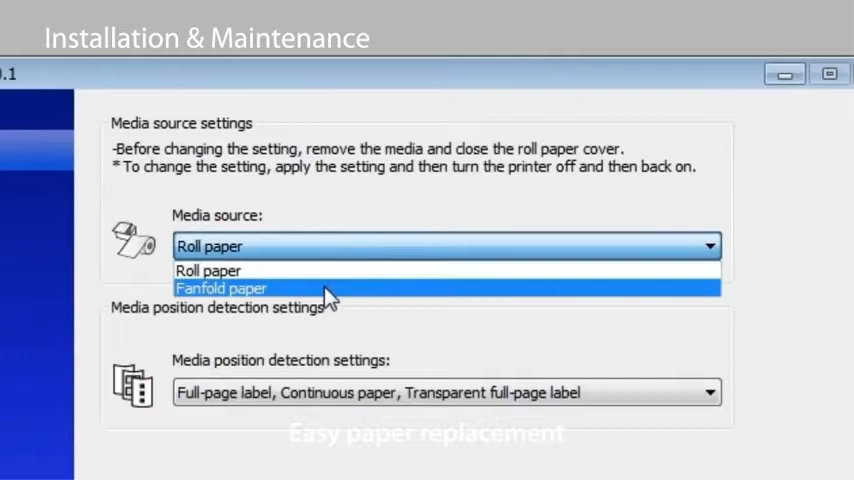 Installation & Maintenance
0.1
Media source settings
-Before changing the setting, remove the media and close the roll paper cover.
* To change the setting, apply the setting and then turn the printer off and then back on.
Media source:
Roll paper
Roll paper
Fanfold paper
Media position detection settings
Media position detection settings:
Full-page label, Continuous paper, Transparent full-page label
Easy paper replacement